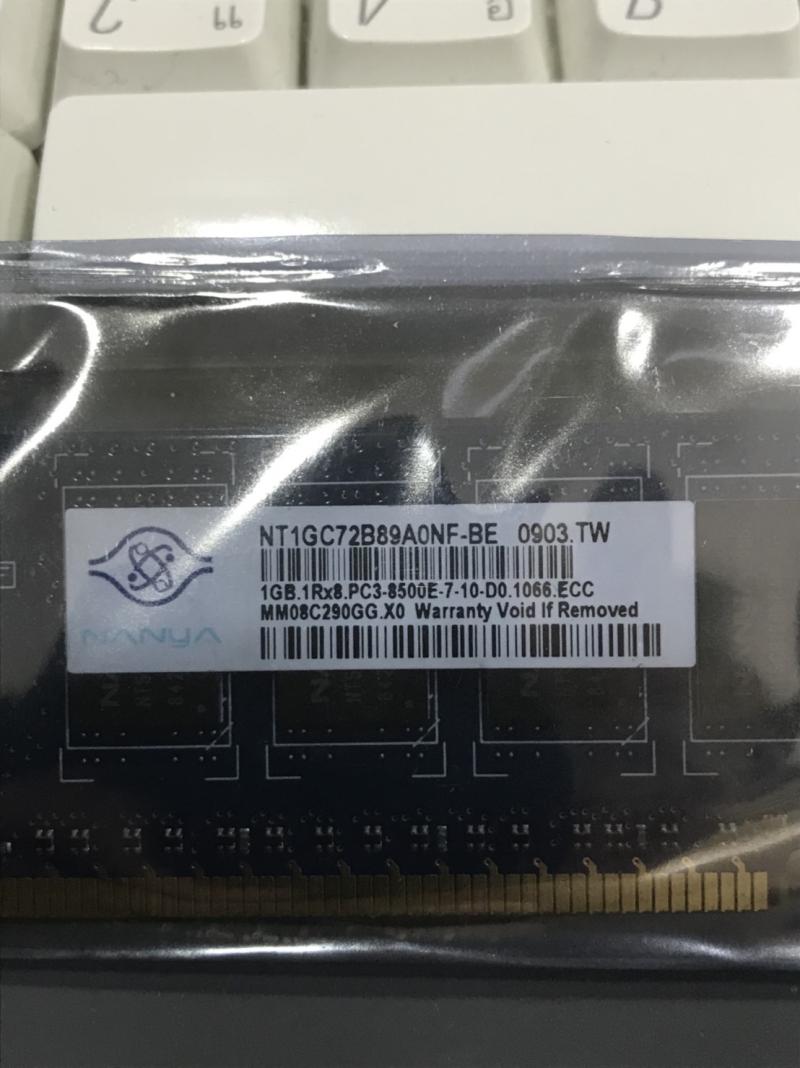 NT1GC72B89A0NF-BE 0903.TW
1GB.1Rx8.PC3-8500E-7-10-D0.1066.ECC
MM08C290GG.X0 Warranty Void If Removed
NANYA